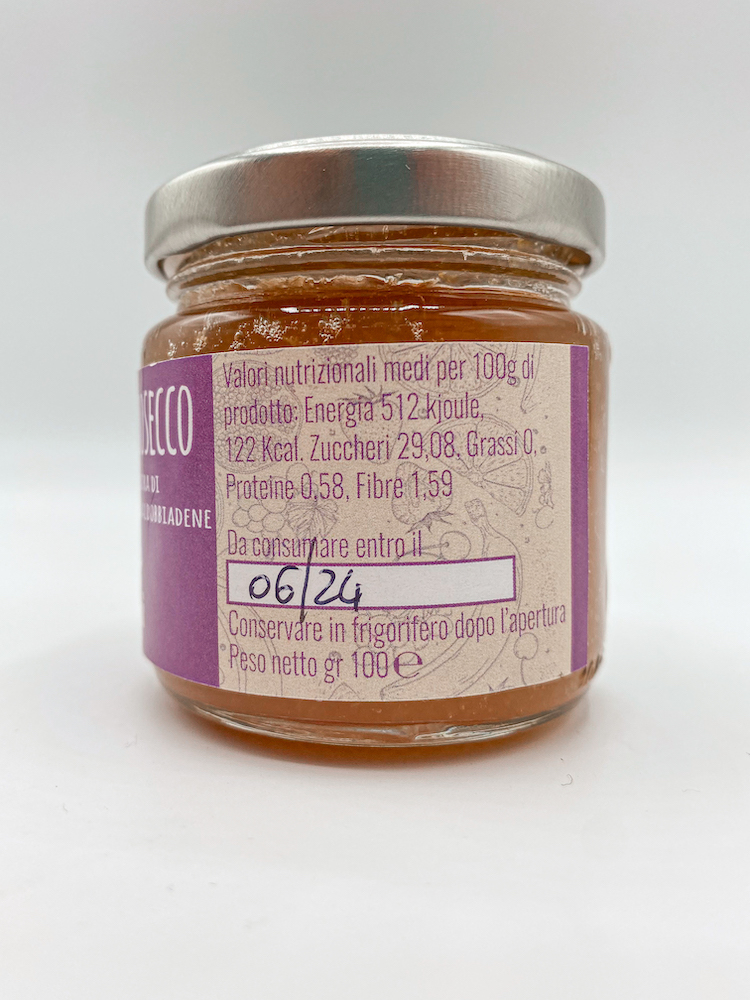 SECCO
DI
Valori nutrizionali medi per 100g di
prodotto: Energia 512 kjoule,
122 Kcal. Zuccheri 29,08, Grassi 0,
Proteine 0,58, Fibre 1,59
Da consumare entro il
06/24
Conservare in frigorifero dopo l'apertura
Peso netto gr 100 ℮